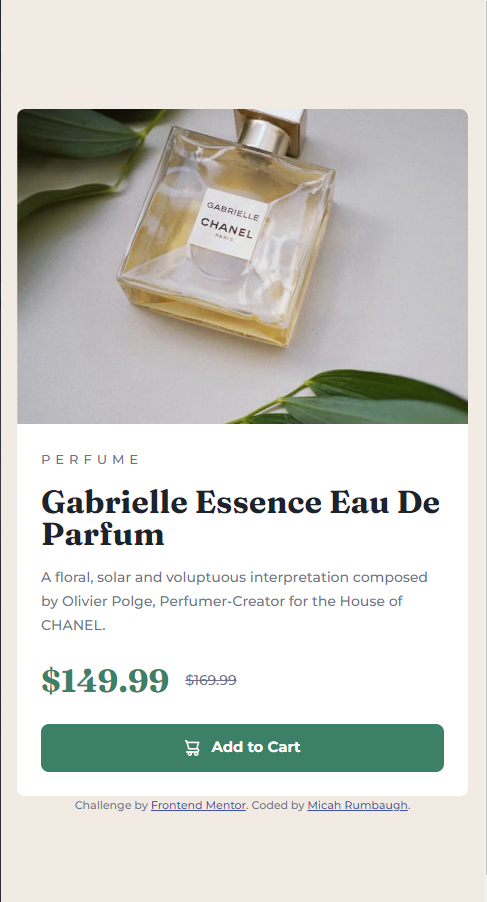 GABRIELLE
CHANEL
PARIS
PERFUME
Gabrielle Essence Eau De
Parfum
A floral, solar and voluptuous interpretation composed
by Olivier Polge, Perfumer-Creator for the House of
CHANEL.
$149.99 $169.99
Add to Cart
Challenge by Frontend Mentor. Coded by Micah Rumbaugh.